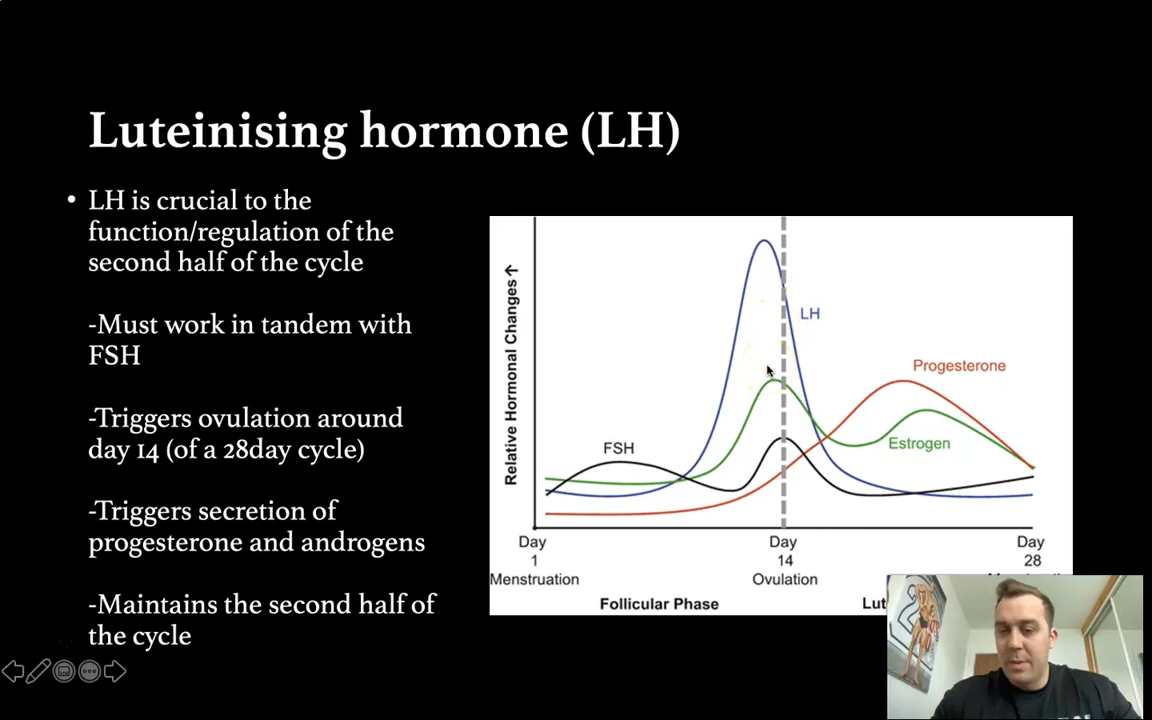 Luteinising hormone (LH)
• LH is crucial to the
function/regulation of the
second half of the cycle
-Must work in tandem with
FSH
-Triggers ovulation around
day 14 (of a 28day cycle)
-Triggers secretion of
progesterone and androgens
-Maintains the second half of
the cycle
Relative Hormonal Changes↑
LH
Progesterone
FSH
Estrogen
Day
1
Menstruation
Day
14
Ovulation
Day
28
Follicular Phase